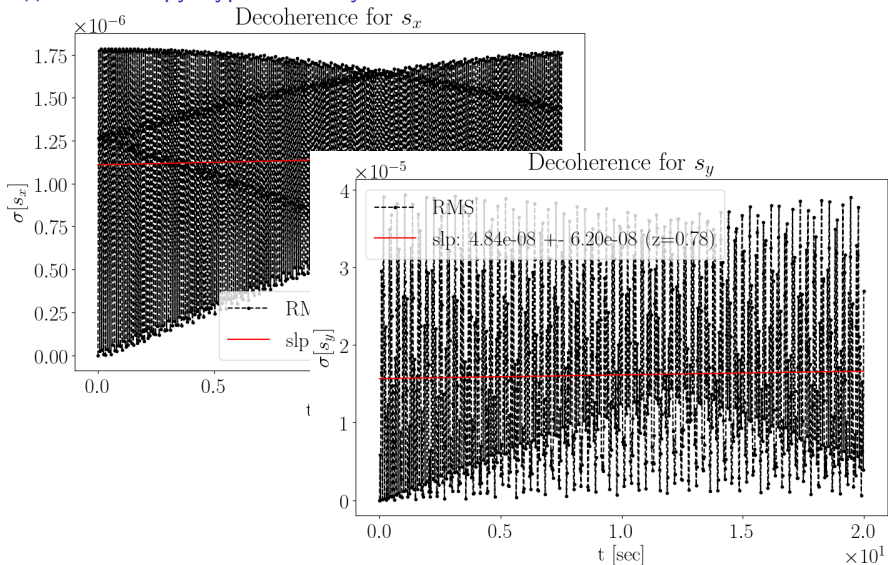 Decoherence for s_x
×10⁻⁶
1.75
1.50
1.25
1.00
0.75
0.50
0.25
0.00
σ[s_x]
0.0
0.5
t
slp
Decoherence for s_y
×10⁻⁵
4
3
2
1
0
σ[s_y]
RMS
slp: 4.84e-08 +- 6.20e-08 (z=0.78)
0.0
0.5
1.0
1.5
2.0
t [sec]
×10¹